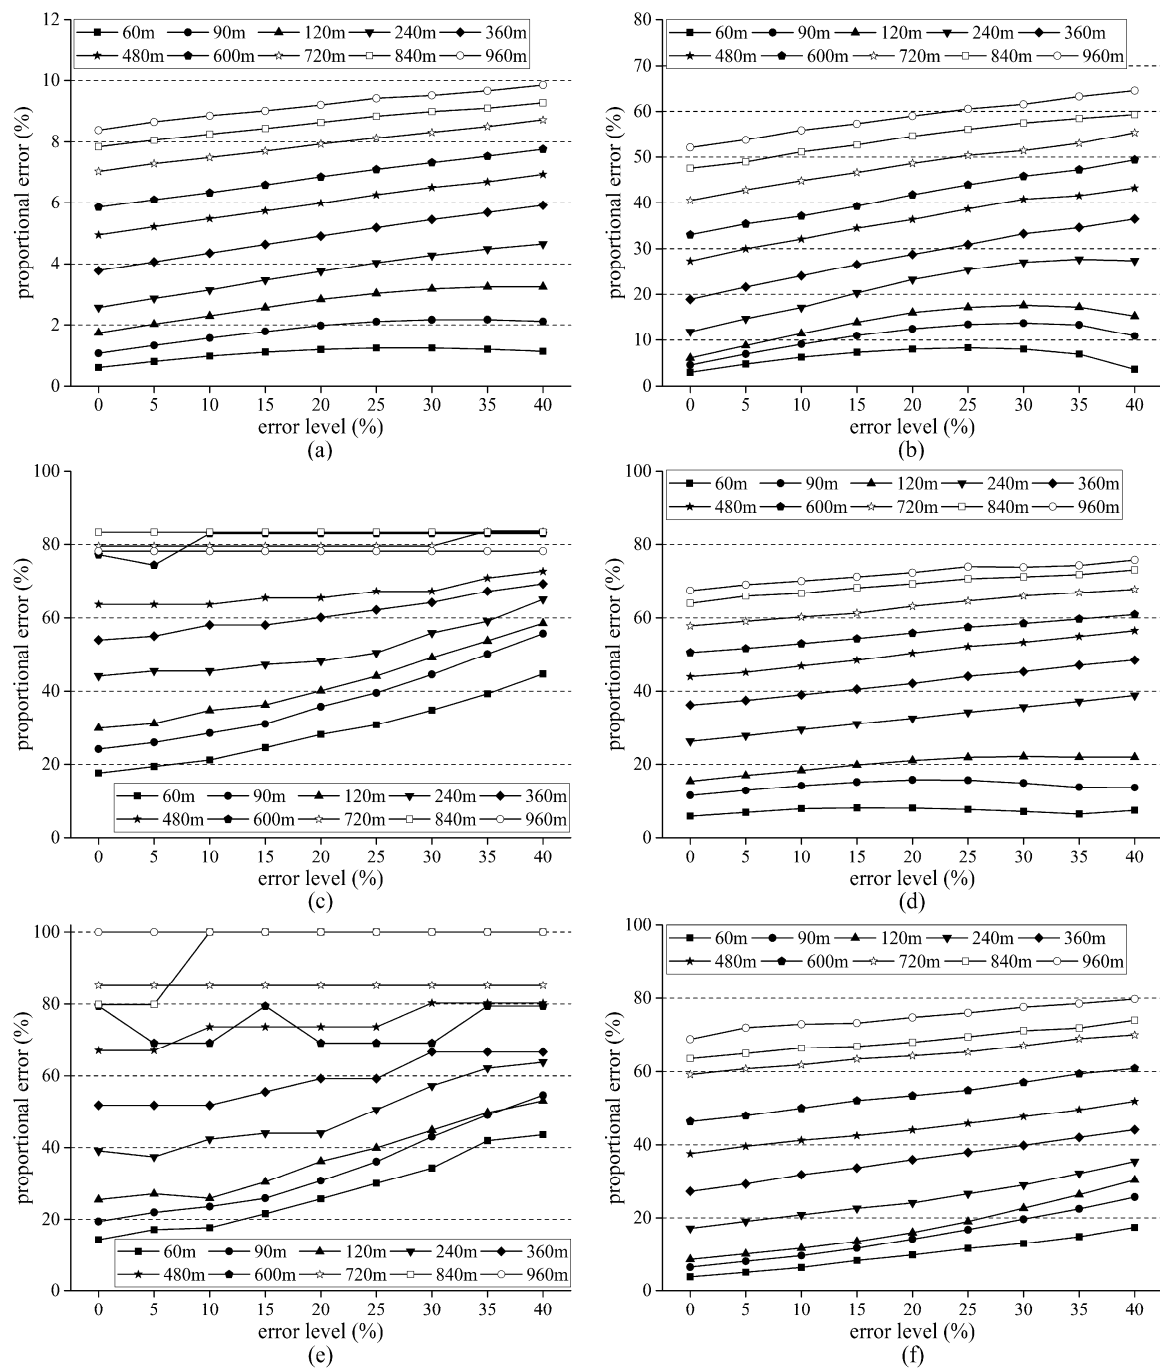 12
10
8
6
4
2
0
proportional error (%)
60m 90m 120m 240m 360m
480m 600m 720m 840m 960m
0 5 10 15 20 25 30 35 40
error level (%)
(a)
80
70
60
50
40
30
20
10
0
proportional error (%)
60m 90m 120m 240m 360m
480m 600m 720m 840m 960m
0 5 10 15 20 25 30 35 40
error level (%)
(b)
100
80
60
40
20
0
proportional error (%)
60m 90m 120m 240m 360m
480m 600m 720m 840m 960m
0 5 10 15 20 25 30 35 40
error level (%)
(c)
100
80
60
40
20
0
proportional error (%)
60m 90m 120m 240m 360m
480m 600m 720m 840m 960m
0 5 10 15 20 25 30 35 40
error level (%)
(d)
100
80
60
40
20
0
proportional error (%)
60m 90m 120m 240m 360m
480m 600m 720m 840m 960m
0 5 10 15 20 25 30 35 40
error level (%)
(e)
100
80
60
40
20
0
proportional error (%)
60m 90m 120m 240m 360m
480m 600m 720m 840m 960m
0 5 10 15 20 25 30 35 40
error level (%)
(f)